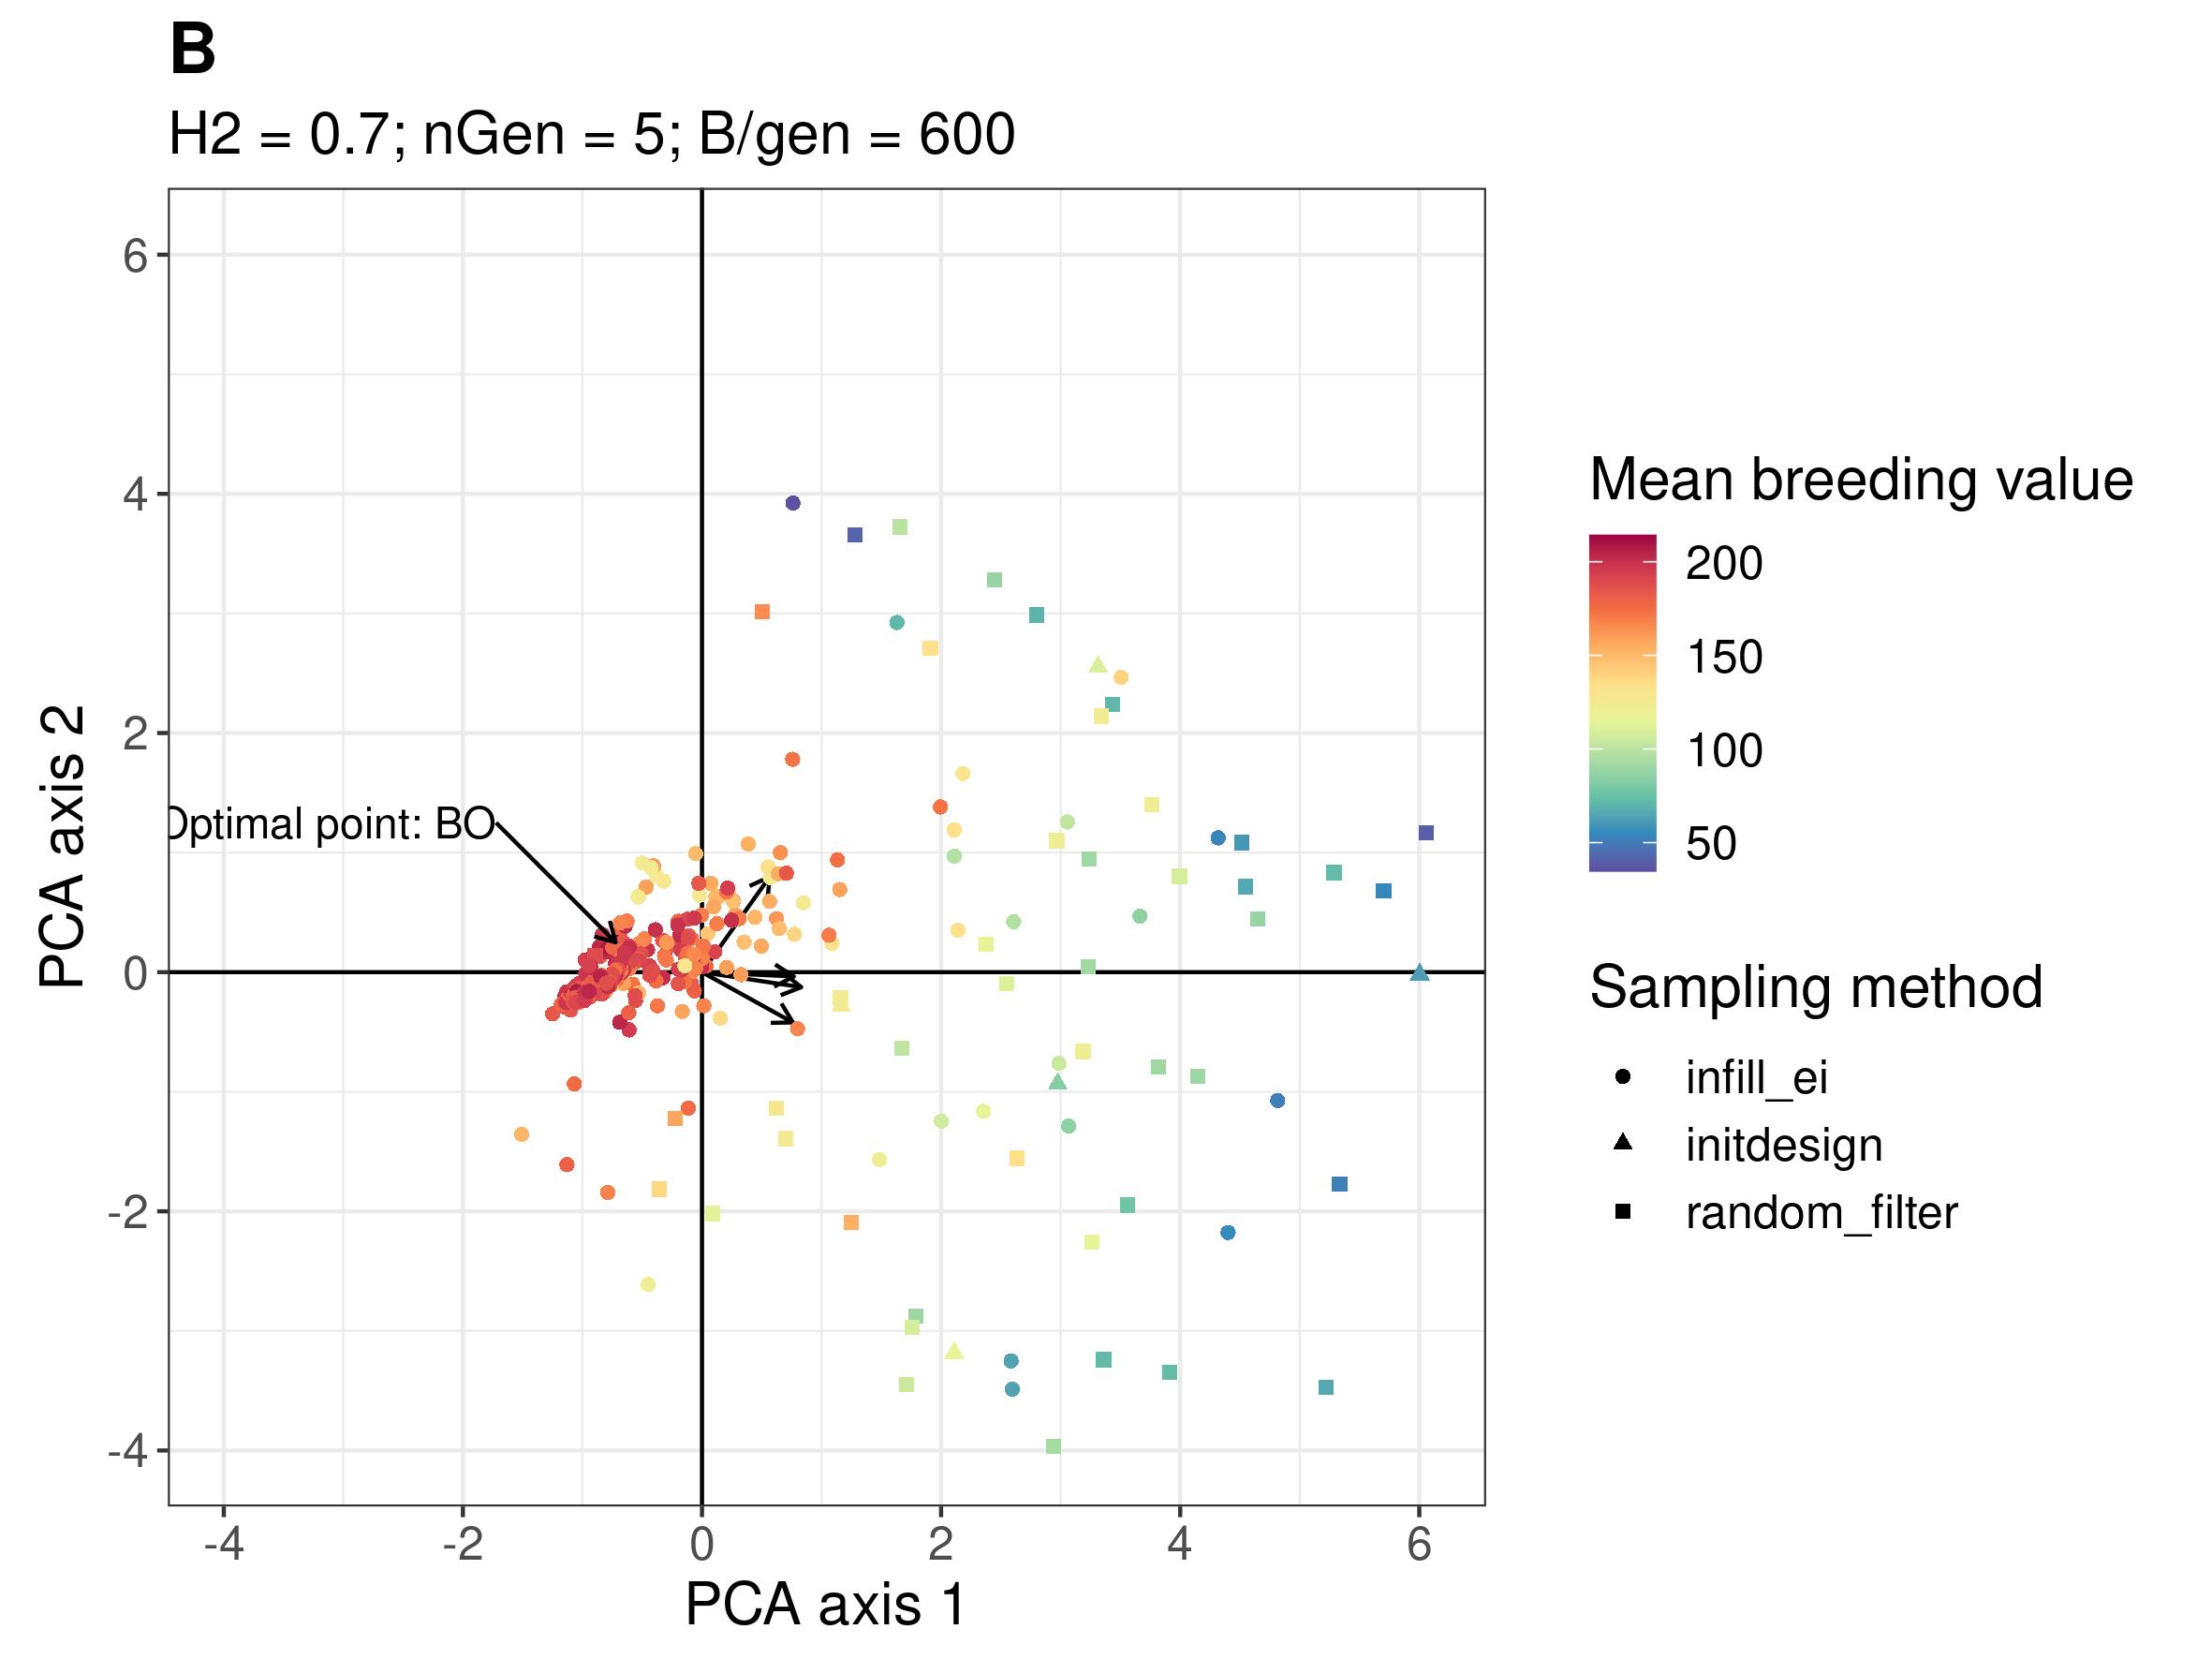 B
H2 = 0.7; nGen = 5; B/gen = 600
6
4
2
0
-2
-4
PCA axis 2
Optimal point: BO
-4
-2
0
2
4
6
PCA axis 1
Mean breeding value
200
150
100
50
Sampling method
infill_ei
initdesign
random_filter